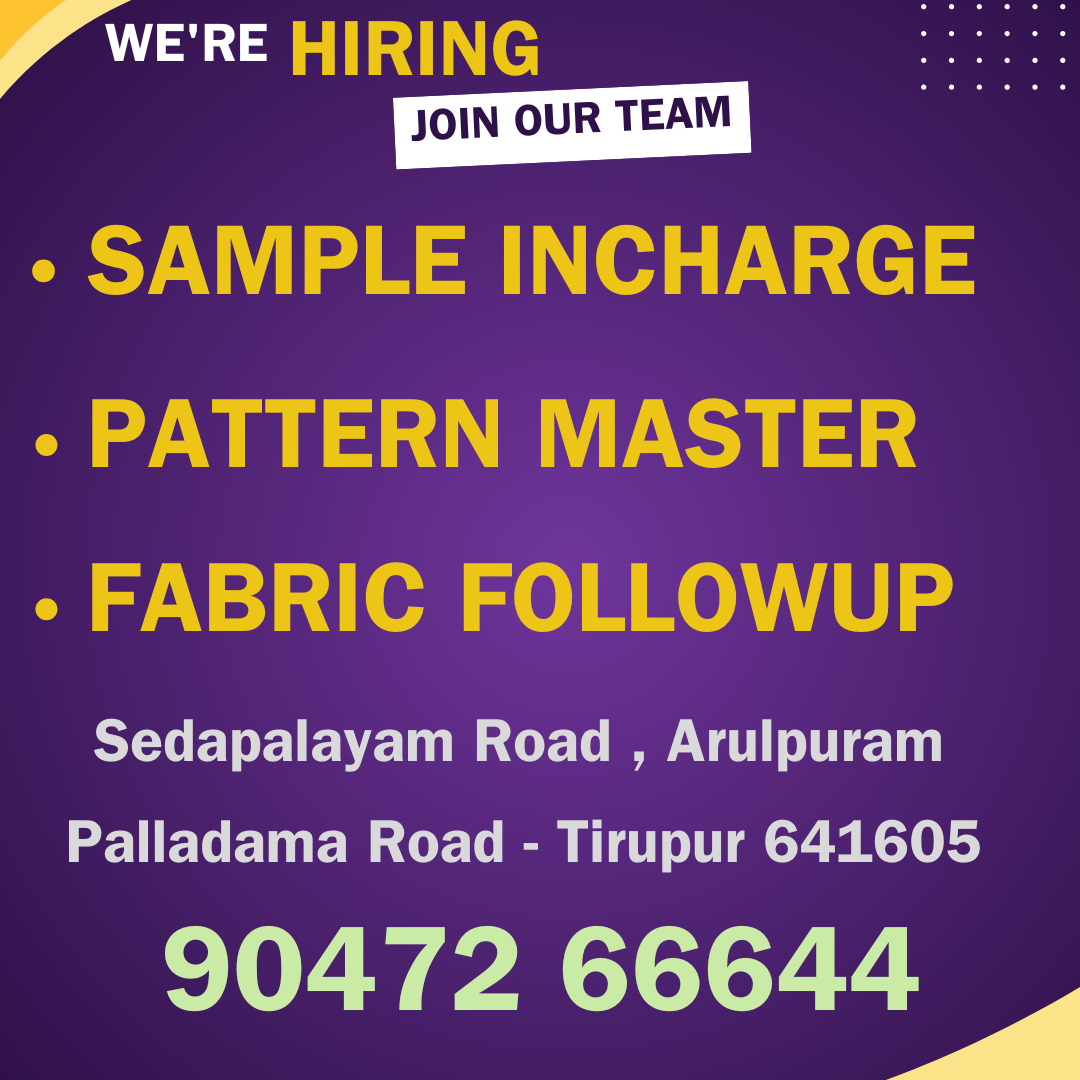 WE'RE HIRING
JOIN OUR TEAM
• SAMPLE INCHARGE
• PATTERN MASTER
• FABRIC FOLLOWUP
Sedapalayam Road , Arulpuram
Palladama Road - Tirupur 641605
90472 66644